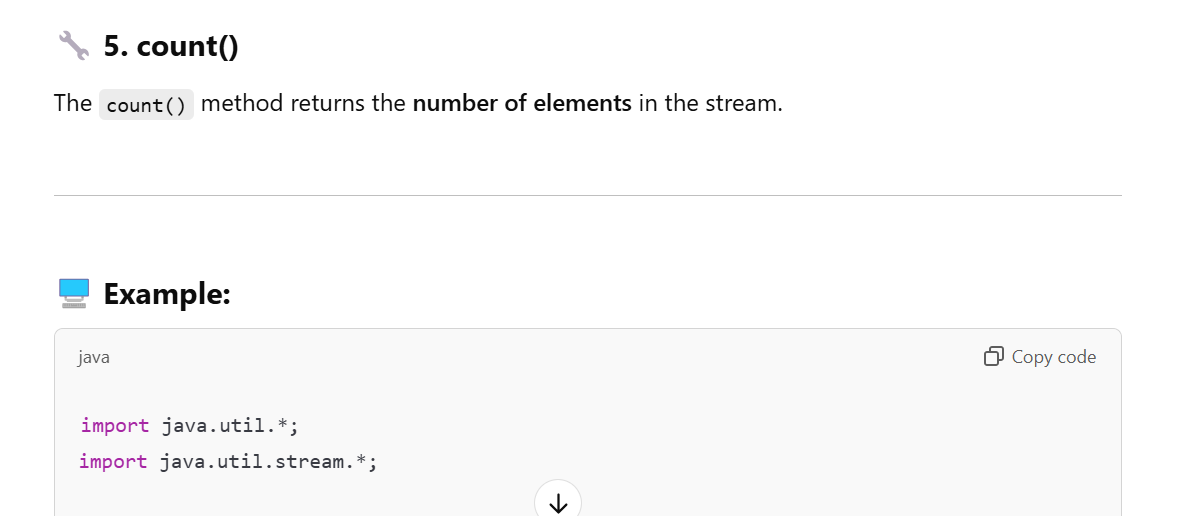 5. count()
The count() method returns the number of elements in the stream.
Example:
java Copy code
import java.util.*;
import java.util.stream.*;